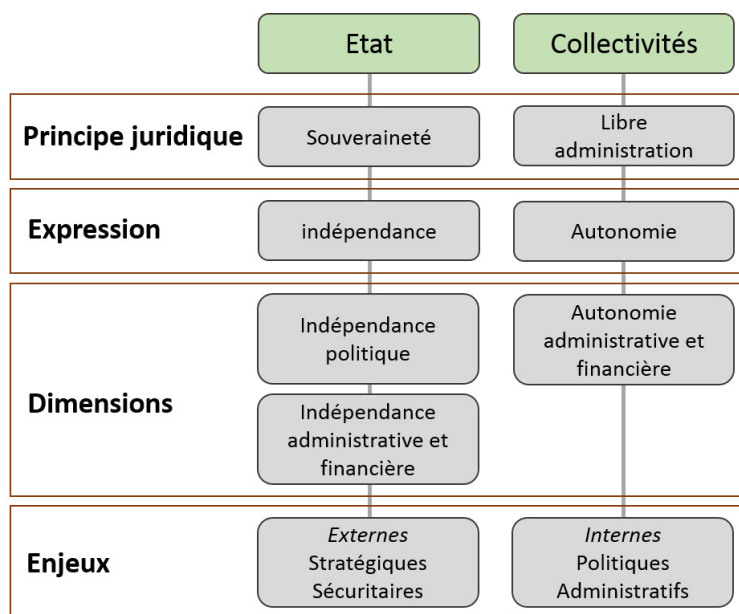 Etat
Collectivités
Principe juridique
Souveraineté
Libre
administration
Expression
indépendance
Autonomie
Dimensions
Indépendance
politique
Indépendance
administrative et
financière
Autonomie
administrative et
financière
Enjeux
Externes
Stratégiques
Sécuritaires
Internes
Politiques
Administratifs